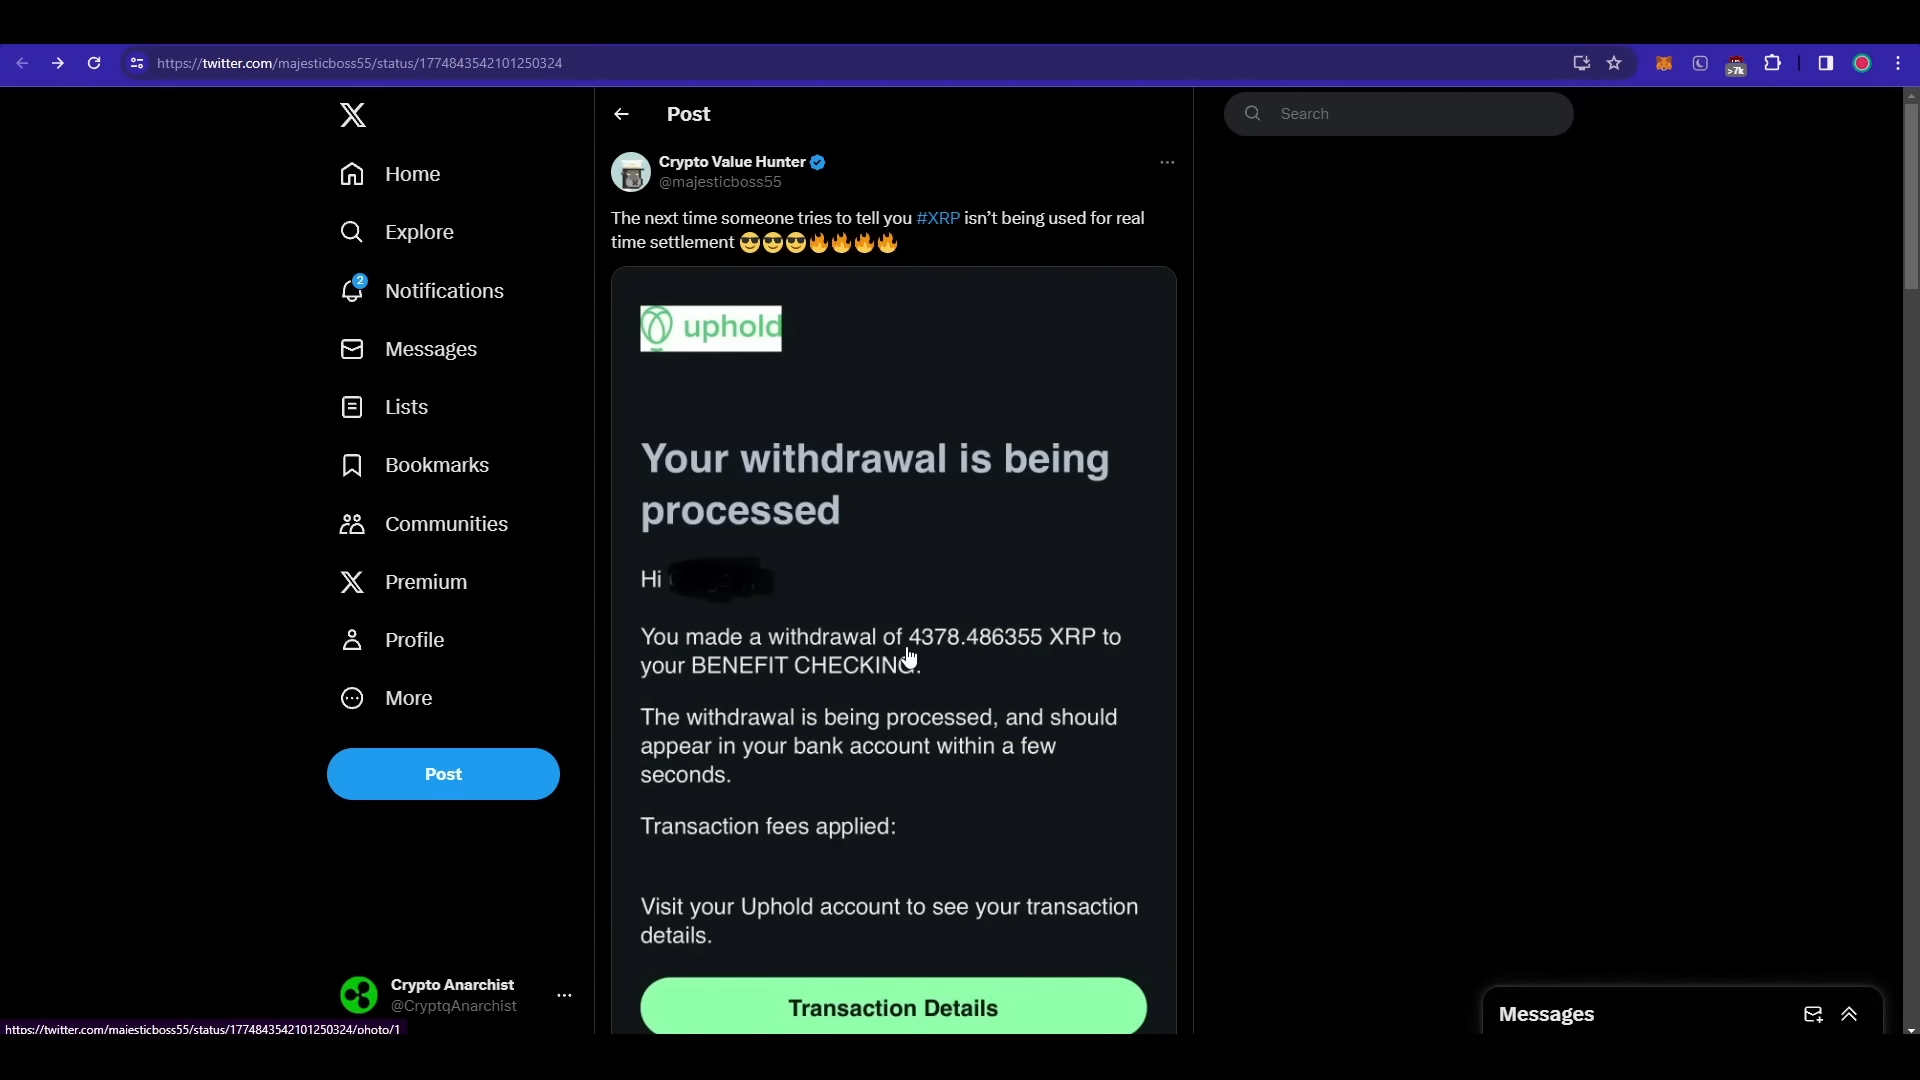 https://twitter.com/majesticboss55/status/1774843542101250324
>7k
Post
Search
Home
Explore
2
Notifications
Messages
Lists
Bookmarks
Communities
Premium
Profile
More
Post
Crypto Anarchist
@CryptqAnarchist
https://twitter.com/majesticboss55/status/1774843542101250324/photo/1
Crypto Value Hunter
@majesticboss55
The next time someone tries to tell you #XRP isn’t being used for real
time settlement 😎😎😎🔥🔥🔥🔥
uphold
Your withdrawal is being
processed
Hi
You made a withdrawal of 4378.486355 XRP to
your BENEFIT CHECKING.
The withdrawal is being processed, and should
appear in your bank account within a few
seconds.
Transaction fees applied:
Visit your Uphold account to see your transaction
details.
Transaction Details
Messages